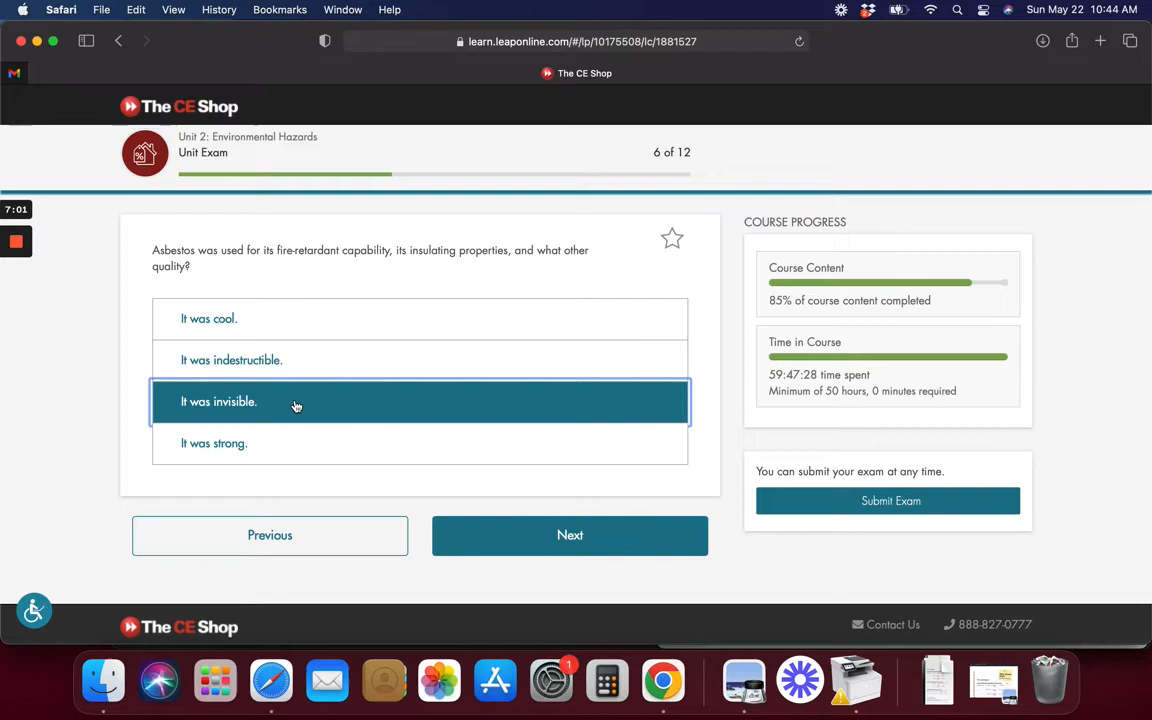 Safari File Edit View History Bookmarks Window Help
2
Sun May 22 10:44 AM
learn.leaponline.com/#/lp/10175508/lc/1881527
The CE Shop
The CE Shop
Unit 2: Environmental Hazards
Unit Exam
6 of 12
%
7:01
Asbestos was used for its fire-retardant capability, its insulating properties, and what other
quality?
It was cool.
It was indestructible.
It was invisible.
It was strong.
Previous
Next
COURSE PROGRESS
Course Content
85% of course content completed
Time in Course
59:47:28 time spent
Minimum of 50 hours, 0 minutes required
You can submit your exam at any time.
Submit Exam
The CE Shop
Contact Us
888-827-0777
1